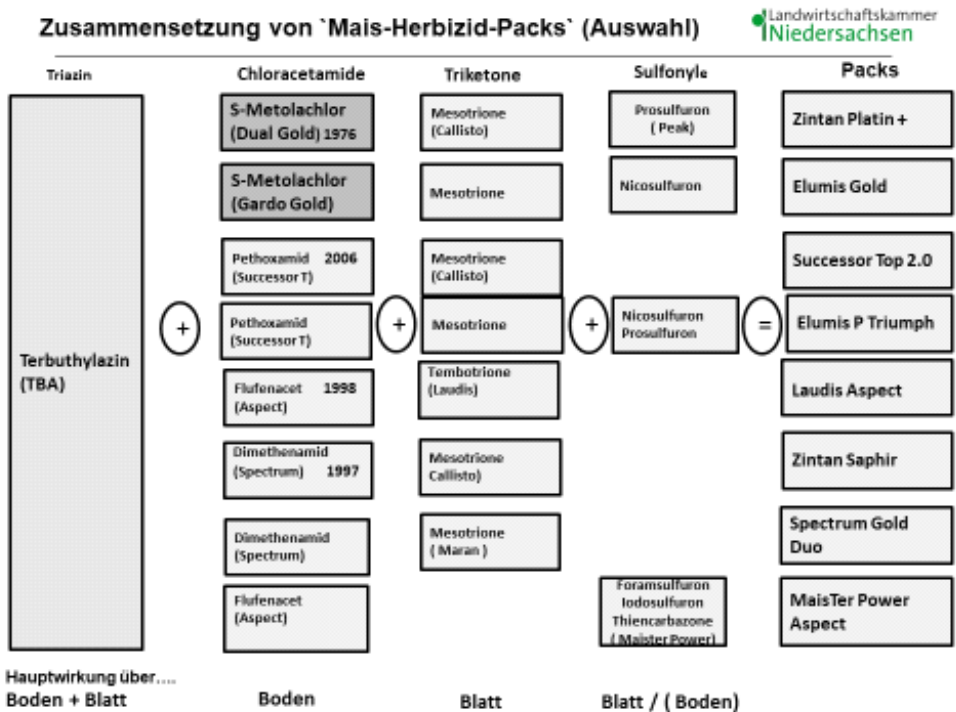 Zusammensetzung von `Mais-Herbizid-Packs` (Auswahl)
Landwirtschaftskammer
Niedersachsen
Triazin
Chloracetamide
Triketone
Sulfonyle
Packs
S-Metolachlor
(Dual Gold) 1976
Mesotrione
(Callisto)
Prosulfuron
( Peak)
Zintan Platin +
S-Metolachlor
(Gardo Gold)
Mesotrione
Nicosulfuron
Elumis Gold
Pethoxamid 2006
(Successor T)
Mesotrione
(Callisto)
Successor Top 2.0
Terbuthylazin
(TBA)
+
Pethoxamid
(Successor T)
+
Mesotrione
+
Nicosulfuron
Prosulfuron
=
Elumis P Triumph
Flufenacet 1998
(Aspect)
Tembotrione
(Laudis)
Laudis Aspect
Dimethenamid
(Spectrum) 1997
Mesotrione
Callisto)
Zintan Saphir
Dimethenamid
(Spectrum)
Mesotrione
( Maran )
Spectrum Gold
Duo
Flufenacet
(Aspect)
Foramsulfuron
Iodosulfuron
Thiencarbazone
( Maister Power)
MaisTer Power
Aspect
Hauptwirkung über....
Boden + Blatt
Boden
Blatt
Blatt / ( Boden)